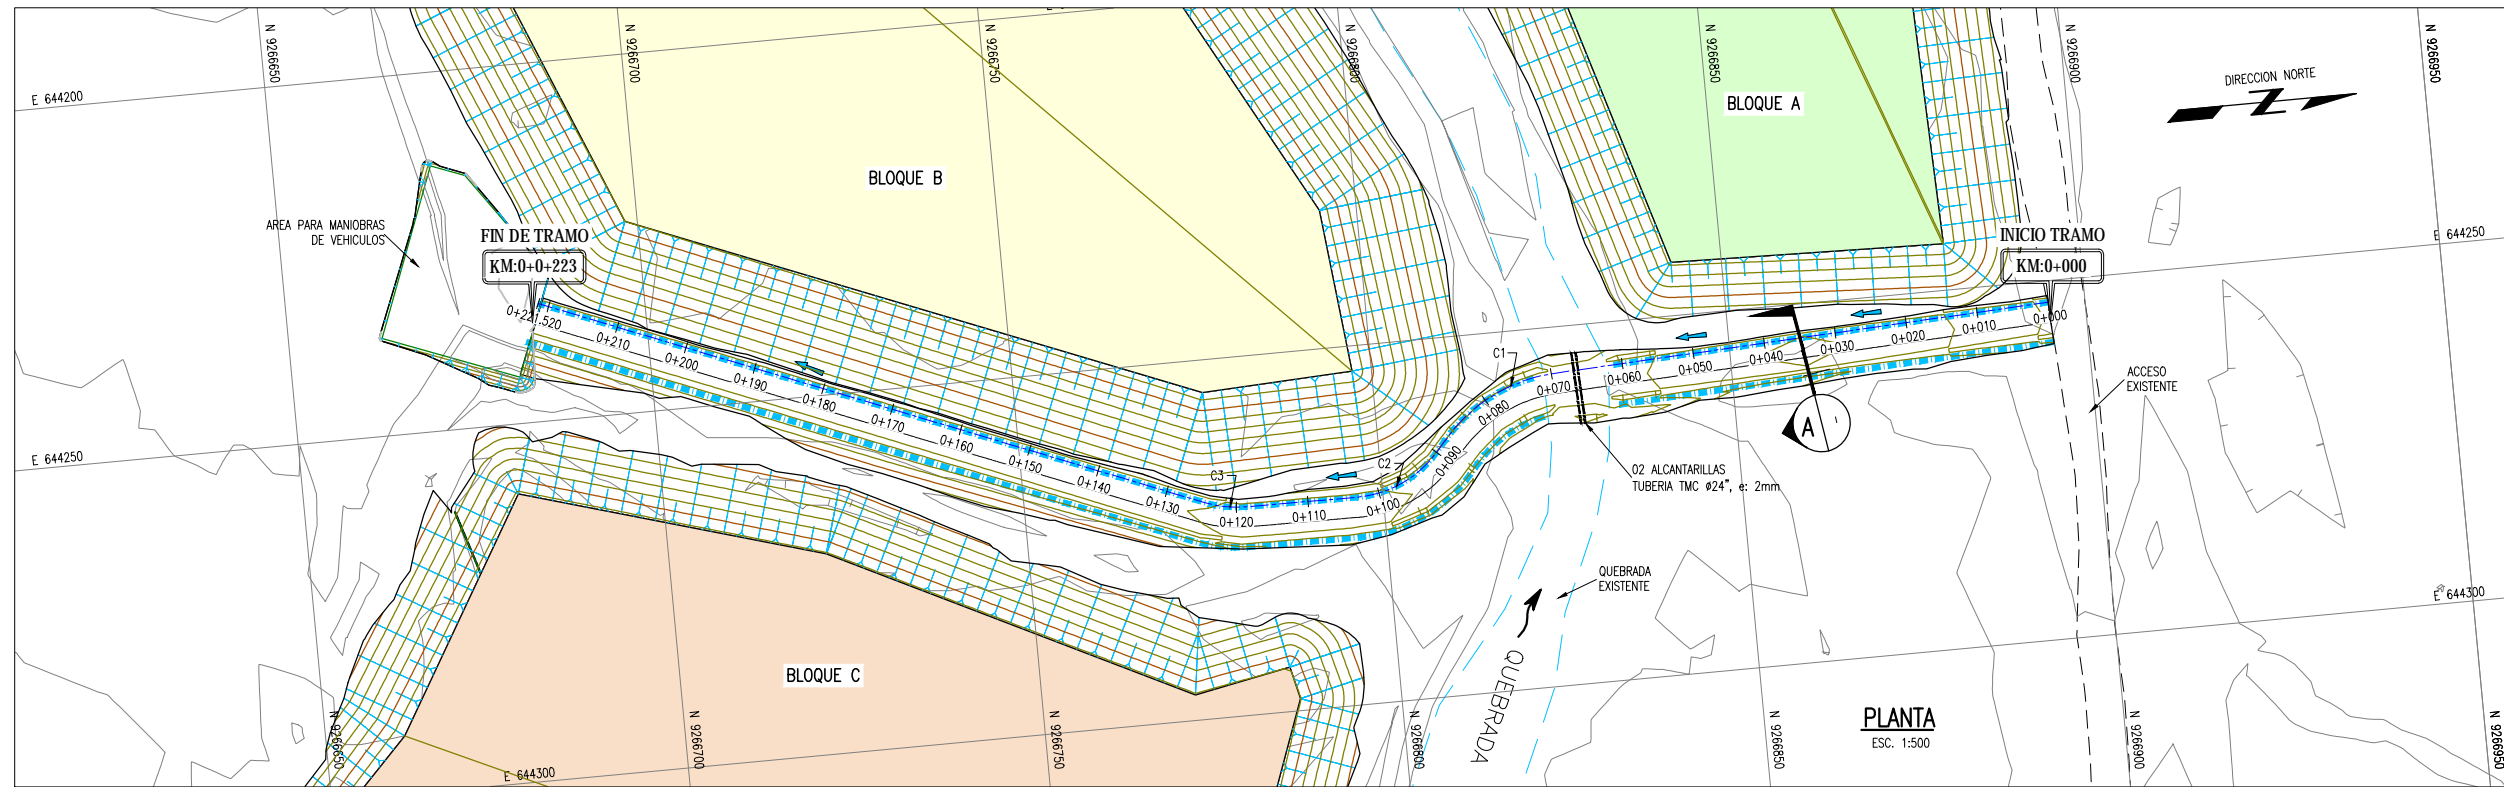 N 9266650
N 9266700
N 9266750
N 9266800
N 9266850
N 9266900
N 9266950
E 644200
DIRECCION NORTE
BLOQUE A
BLOQUE B
AREA PARA MANIOBRAS
DE VEHICULOS
FIN DE TRAMO
KM:0+0+223
INICIO TRAMO
KM:0+000
E 644250
0+221.520
0+210
0+200
0+190
0+180
0+170
0+160
0+150
0+140
0+130
0+120
0+110
0+100
0+090
0+080
0+070
0+060
0+050
0+040
0+030
0+020
0+010
0+000
C1
C2
C3
A
-
ACCESO
EXISTENTE
E 644250
02 ALCANTARILLAS
TUBERIA TMC Ø24", e: 2mm
QUEBRADA
EXISTENTE
E 644300
QUEBRADA
BLOQUE C
PLANTA
ESC. 1:500
E 644300
N 9266650
N 9266700
N 9266750
N 9266800
N 9266850
N 9266900
N 9266950